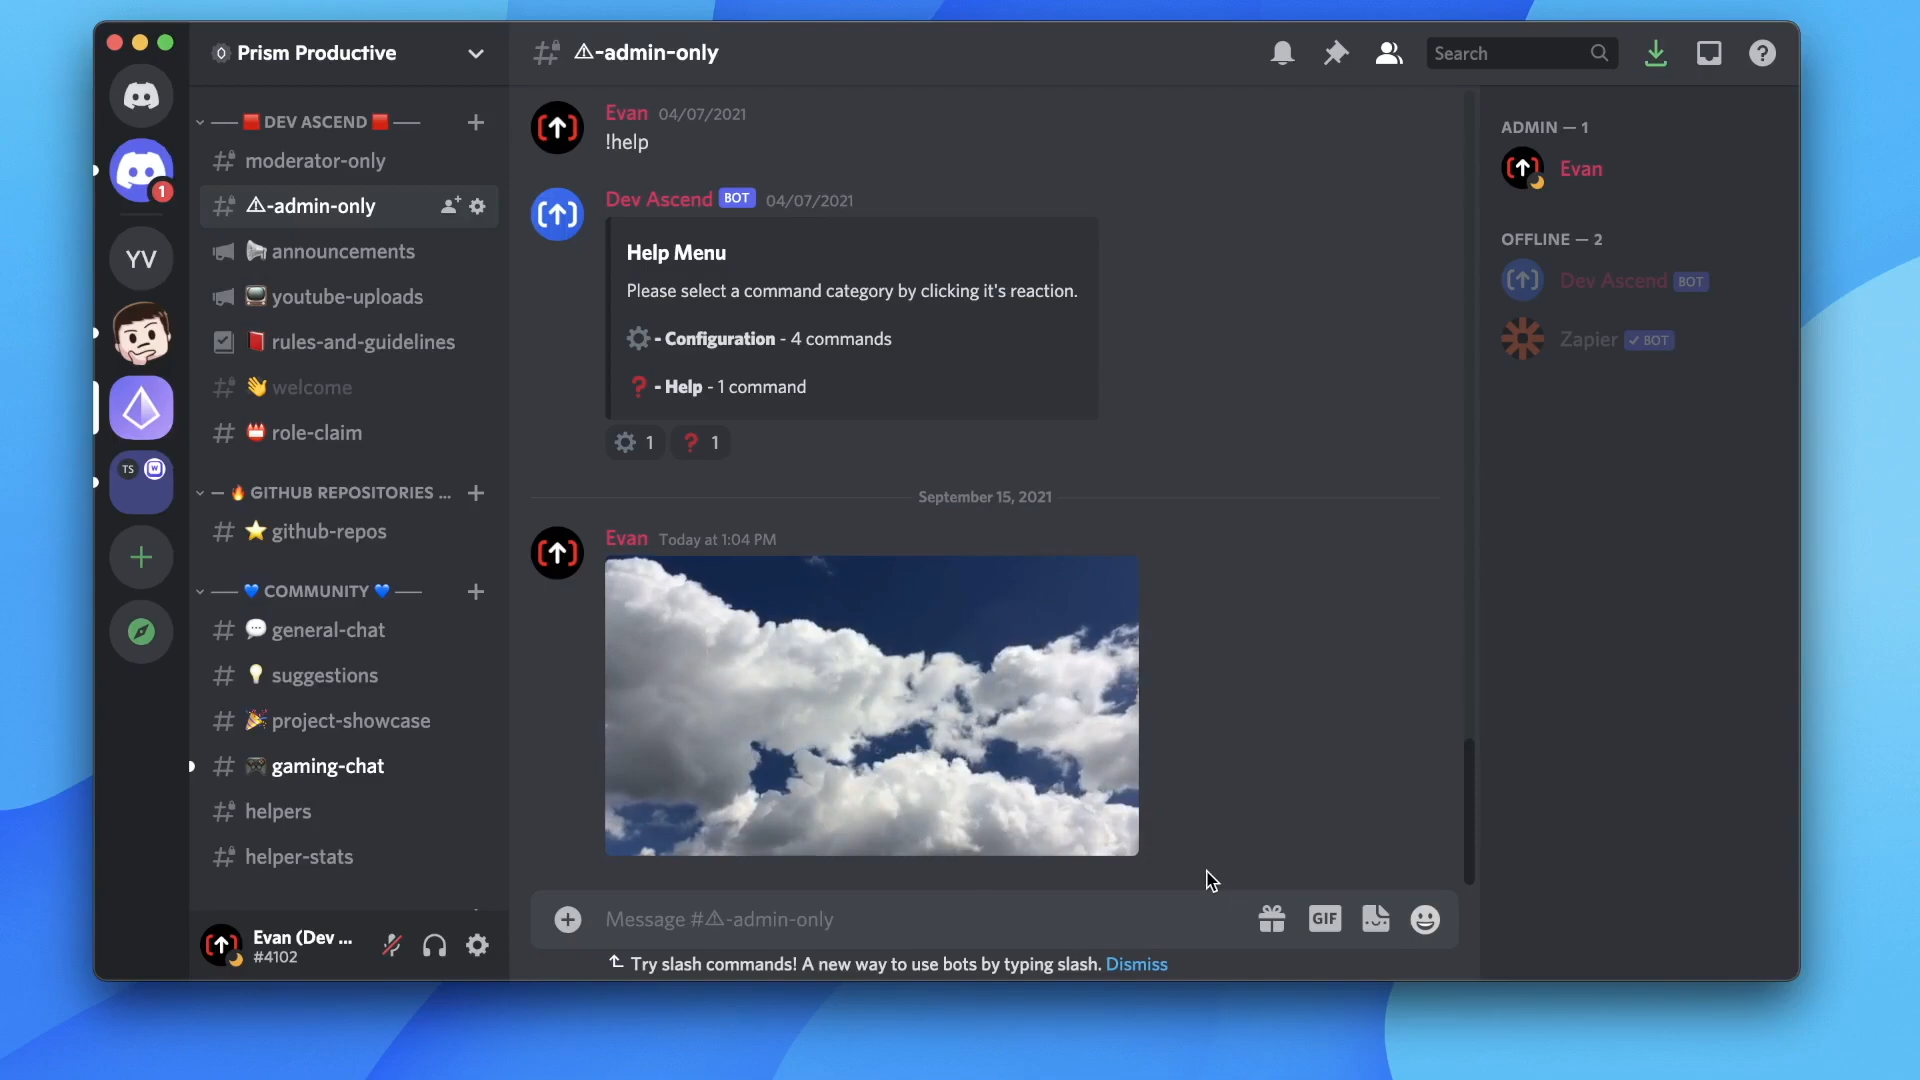 Prism Productive
DEV ASCEND
moderator-only
-admin-only
announcements
youtube-uploads
rules-and-guidelines
welcome
role-claim
GITHUB REPOSITORIES ...
github-repos
COMMUNITY
general-chat
suggestions
project-showcase
gaming-chat
helpers
helper-stats
Evan (Dev ...
#4102
1
YV
TS
W
-admin-only
Search
Evan 04/07/2021
!help
Dev Ascend BOT 04/07/2021
Help Menu
Please select a command category by clicking it's reaction.
- Configuration - 4 commands
❓ - Help - 1 command
1 ❓ 1
September 15, 2021
Evan Today at 1:04 PM
Message #⚠-admin-only
GIF
Try slash commands! A new way to use bots by typing slash. Dismiss
ADMIN — 1
Evan
OFFLINE — 2
Dev Ascend BOT
Zapier ✓ BOT